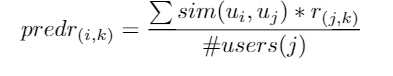 predr_{(i,k)} = \frac{\sum sim(u_i, u_j) * r_{(j,k)}}{\#users(j)}